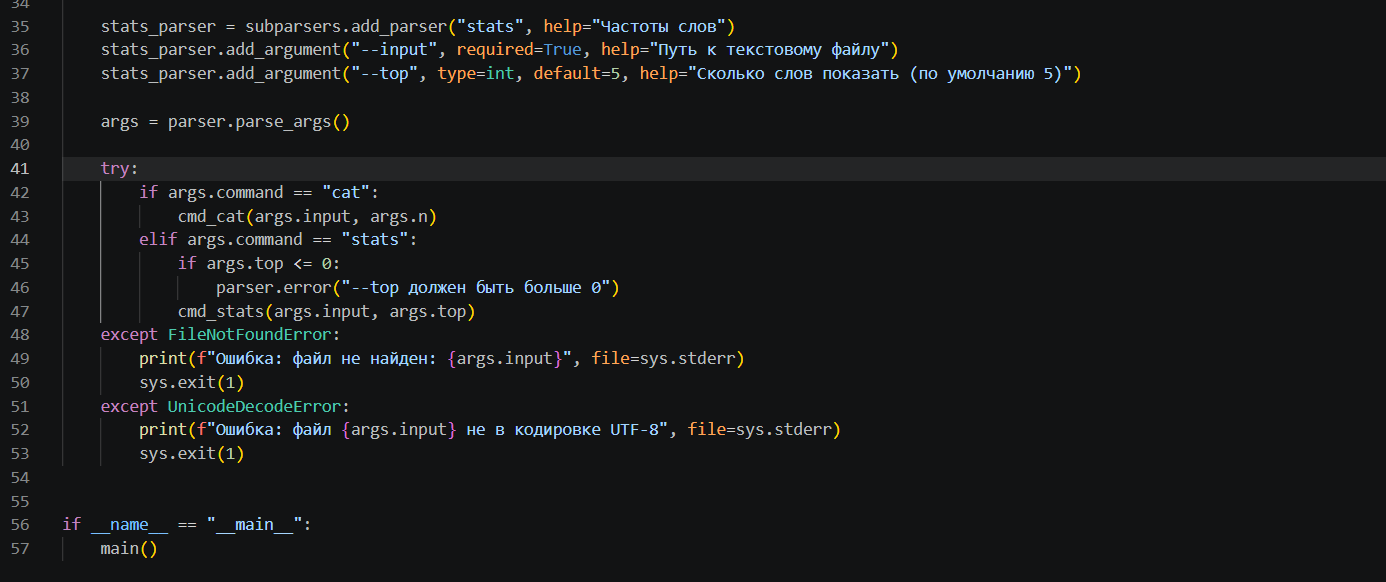 34
35 stats_parser = subparsers.add_parser("stats", help="Частоты слов")
36 stats_parser.add_argument("--input", required=True, help="Путь к текстовому файлу")
37 stats_parser.add_argument("--top", type=int, default=5, help="Сколько слов показать (по умолчанию 5)")
38
39 args = parser.parse_args()
40
41 try:
42 if args.command == "cat":
43 cmd_cat(args.input, args.n)
44 elif args.command == "stats":
45 if args.top <= 0:
46 parser.error("--top должен быть больше 0")
47 cmd_stats(args.input, args.top)
48 except FileNotFoundError:
49 print(f"Ошибка: файл не найден: {args.input}", file=sys.stderr)
50 sys.exit(1)
51 except UnicodeDecodeError:
52 print(f"Ошибка: файл {args.input} не в кодировке UTF-8", file=sys.stderr)
53 sys.exit(1)
54
55
56 if __name__ == "__main__":
57 main()